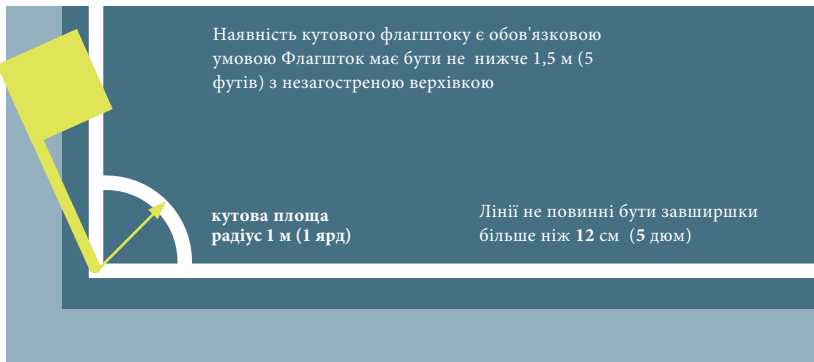 Наявність кутового флагштоку є обов'язковою
умовою Флагшток має бути не нижче 1,5 м (5
футів) з незагостреною верхівкою
кутова площа
радіус 1 м (1 ярд)
Лінії не повинні бути завширшки
більше ніж 12 см (5 дюм)